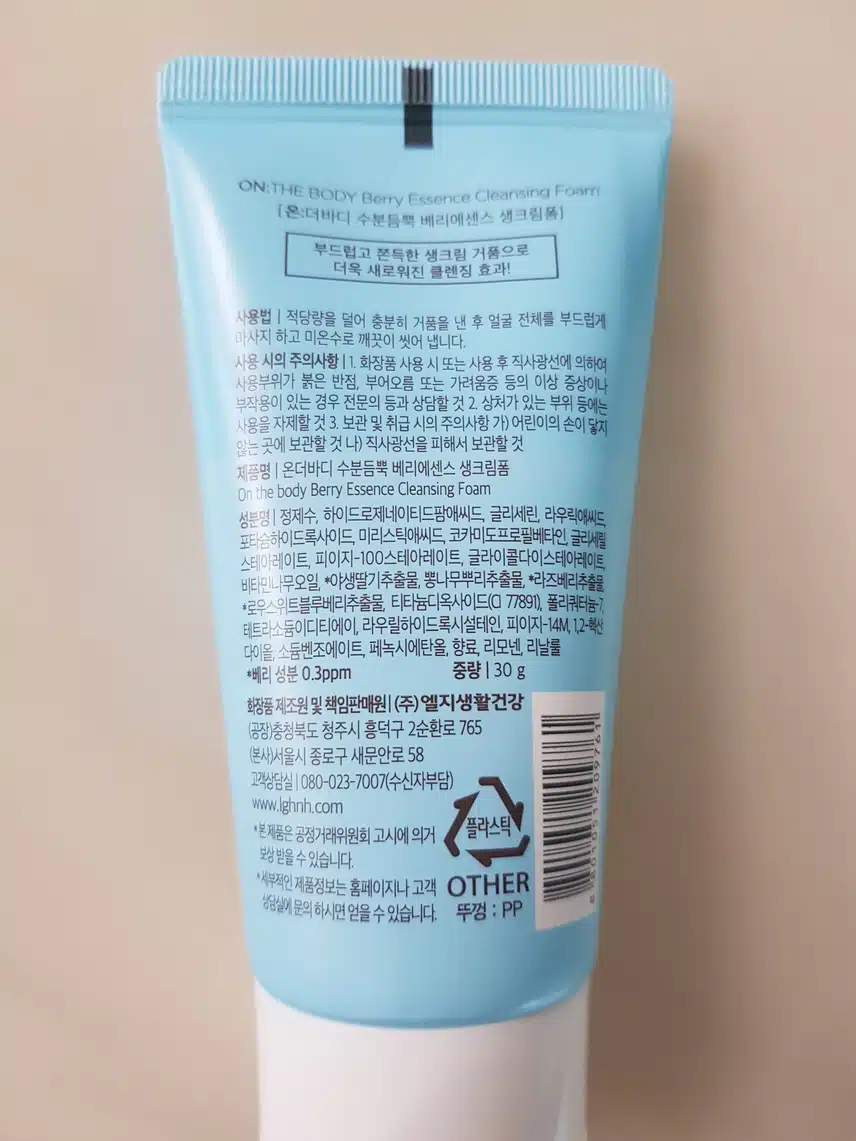 ON:THE BODY Berry Essence Cleansing Foam
[온:더바디 수분듬뿍 베리에센스 생크림폼]
부드럽고 쫀득한 생크림 거품으로
더욱 새로워진 클렌징 효과!
사용법 | 적당량을 덜어 충분히 거품을 낸 후 얼굴 전체를 부드럽게
마사지 하고 미온수로 깨끗이 씻어 냅니다.
사용 시의 주의사항 | 1. 화장품 사용 시 또는 사용 후 직사광선에 의하여
사용부위가 붉은 반점, 부어오름 또는 가려움증 등의 이상 증상이나
부작용이 있는 경우 전문의 등과 상담할 것 2. 상처가 있는 부위 등에는
사용을 자제할 것 3. 보관 및 취급 시의 주의사항 가) 어린이의 손이 닿지
않는 곳에 보관할 것 나) 직사광선을 피해서 보관할 것
제품명 | 온더바디 수분듬뿍 베리에센스 생크림폼
On the body Berry Essence Cleansing Foam
성분명 | 정제수, 하이드로제네이티드팜애씨드, 글리세린, 라우릭애씨드,
포타슘하이드록사이드, 미리스틱애씨드, 코카미도프로필베타인, 글리세릴
스테아레이트, 피이지-100스테아레이트, 글라이콜다이스테아레이트,
비타민나무오일, *야생딸기추출물, 뽕나무뿌리추출물, *라즈베리추출물,
*로우스위트블루베리추출물, 티타늄디옥사이드(□ 77891), 폴리쿼터늄-7,
테트라소듐이디티에이, 라우릴하이드록시설테인, 피이지-14M, 1,2-헥산
다이올, 소듐벤조에이트, 페녹시에탄올, 향료, 리모넨, 리날룰
*베리 성분 0.3ppm 중량 | 30 g
화장품 제조원 및 책임판매원 | (주)엘지생활건강
(공장)충청북도 청주시 흥덕구 2순환로 765
(본사)서울시 종로구 새문안로 58
고객상담실 | 080-023-7007(수신자부담)
www.lghnh.com
*본 제품은 공정거래위원회 고시에 의거
보상 받을 수 있습니다.
*세부적인 제품정보는 홈페이지나 고객
상담실에 문의 하시면 얻을 수 있습니다.
플라스틱
OTHER
뚜껑 : PP
8 801051 209761